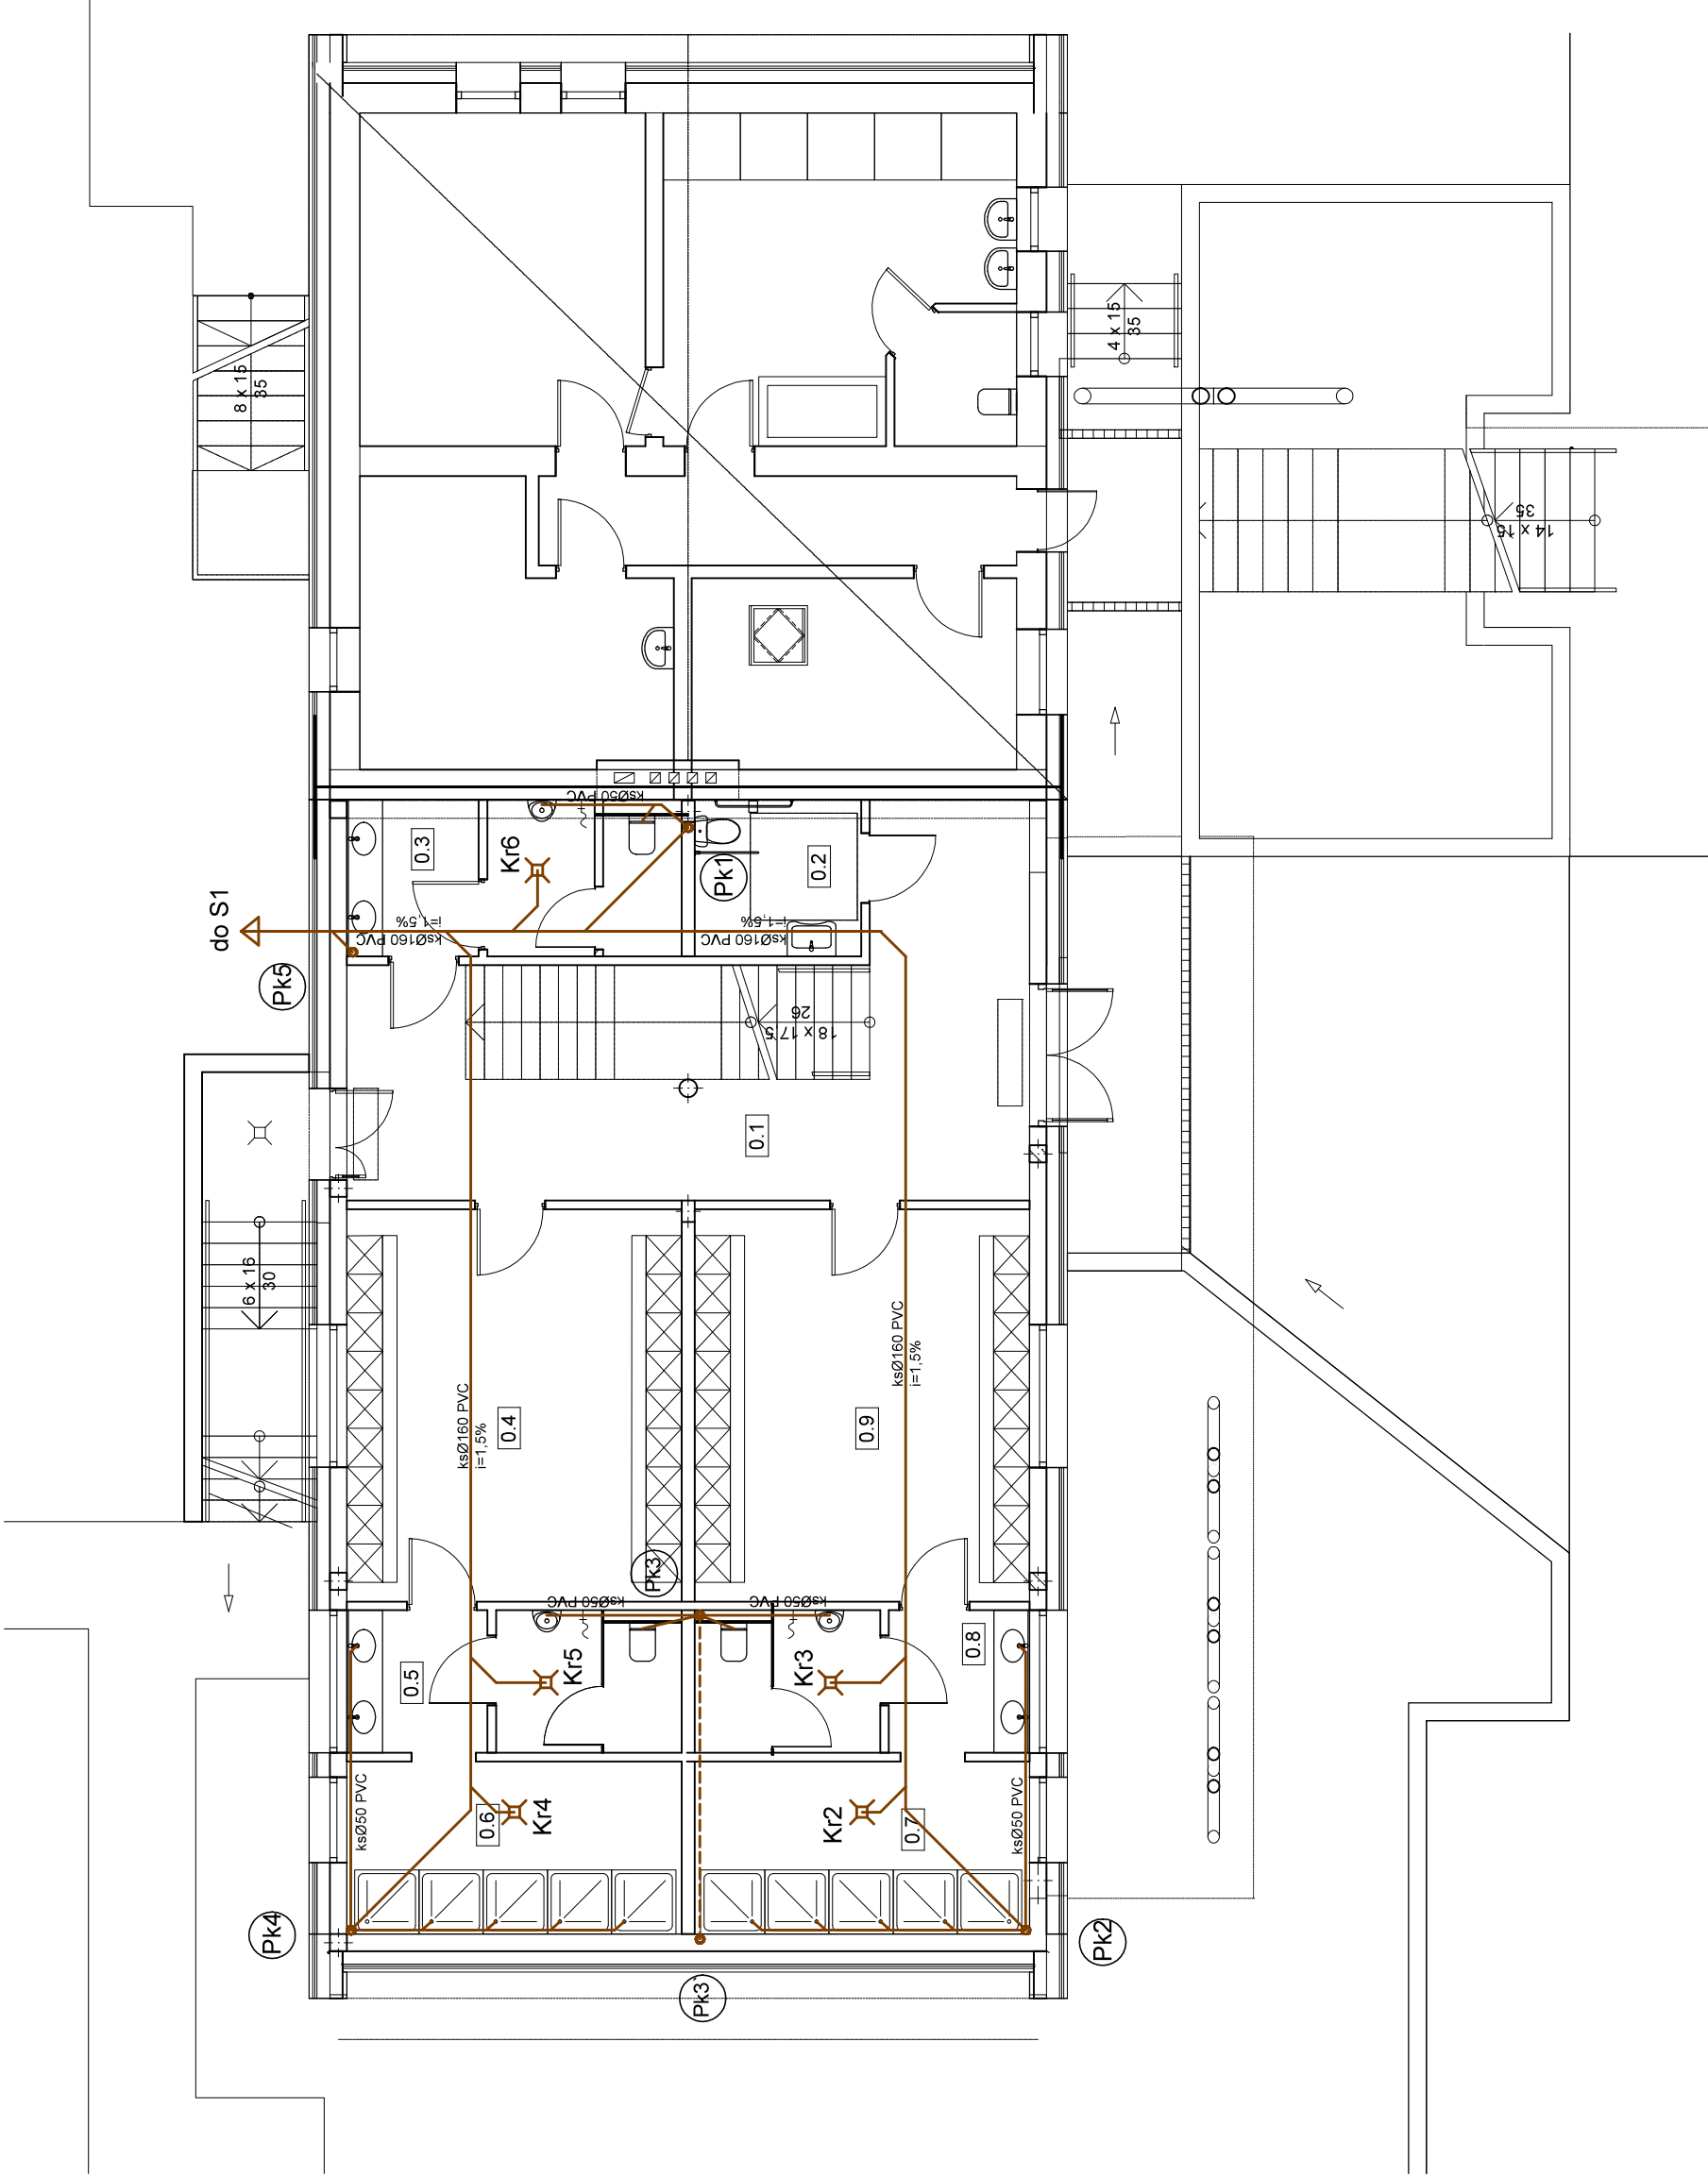 8 x 15
35
4 x 15
35
14 x 15
35
ksØ50 PVC
0.3
Kr6
Pk1
0.2
do S1
ksØ160 PVC
i=1,5%
ksØ160 PVC
i=1,5%
Pk5
18 x 17,5
26
0.1
6 x 16
30
ksØ160 PVC
i=1,5%
0.4
ksØ160 PVC
i=1,5%
0.9
Pk3
ksØ50 PVC
ksØ50 PVC
0.5
Kr5
Kr3
0.8
ksØ50 PVC
0.6
Kr4
Kr2
0.7
ksØ50 PVC
Pk4
Pk3'
Pk2